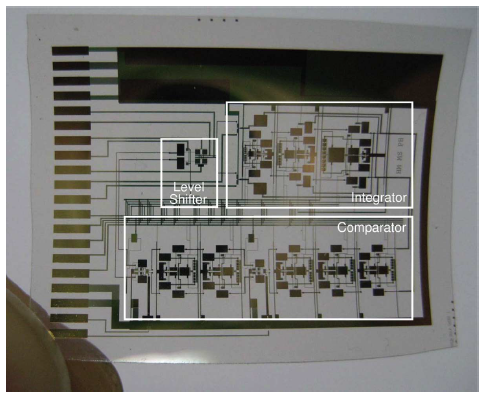 Integrator
Level
Shifter
Comparator